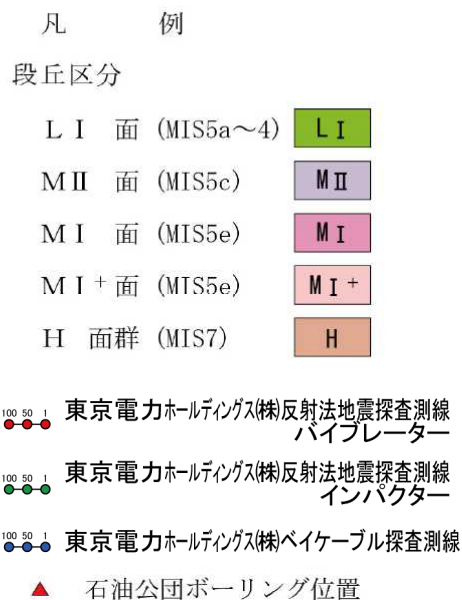 凡 例
段丘区分
LⅠ 面 (MIS5a～4) LⅠ
MⅡ 面 (MIS5c) MⅡ
MⅠ 面 (MIS5e) MⅠ
MⅠ⁺面 (MIS5e) MⅠ⁺
H 面群 (MIS7) H
100 50 1 東京電力ホールディングス(株)反射法地震探査測線
バイブレーター
100 50 1 東京電力ホールディングス(株)反射法地震探査測線
インパクター
100 50 1 東京電力ホールディングス(株)ベイケーブル探査測線
石油公団ボーリング位置